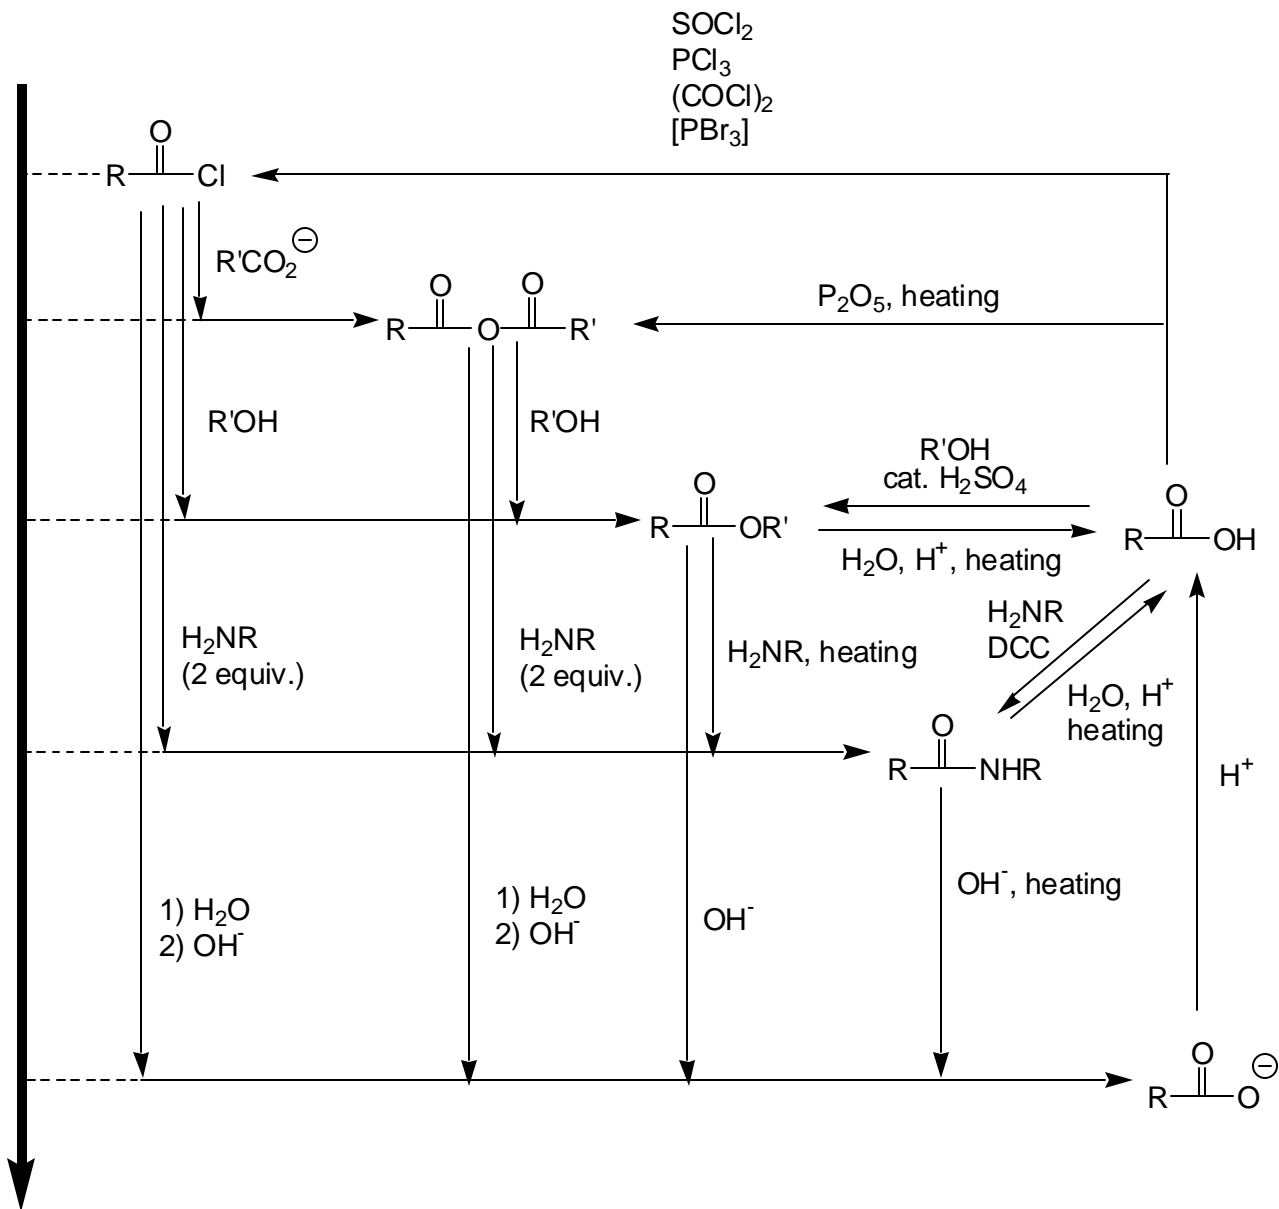 SOCl₂
PCl₃
(COCl)₂
[PBr₃]
O
R Cl
R'CO₂⊖
O O
R O R'
P₂O₅, heating
R'OH
R'OH
R'OH
cat. H₂SO₄
O
R OR'
H₂O, H⁺, heating
O
R OH
H₂NR
(2 equiv.)
H₂NR
(2 equiv.)
H₂NR, heating
H₂NR
DCC
H₂O, H⁺
heating
O
R NHR
H⁺
1) H₂O
2) OH⁻
1) H₂O
2) OH⁻
OH⁻
OH⁻, heating
O
R O⊖